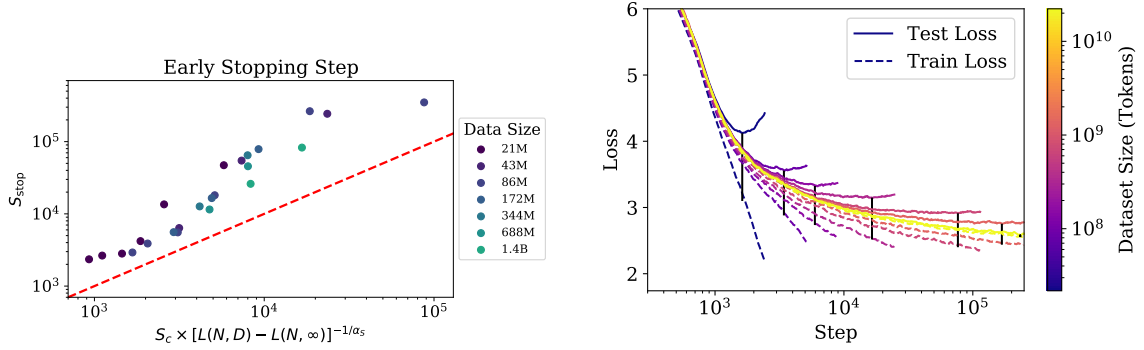 Early Stopping Step
S_stop
10^5
10^4
10^3
10^3
10^4
10^5
S_c × [L(N, D) − L(N, ∞)]^{−1/α_S}
Data Size
21M
43M
86M
172M
344M
688M
1.4B
Loss
6
5
4
3
2
10^3
10^4
10^5
Step
Test Loss
Train Loss
10^10
10^9
10^8
Dataset Size (Tokens)